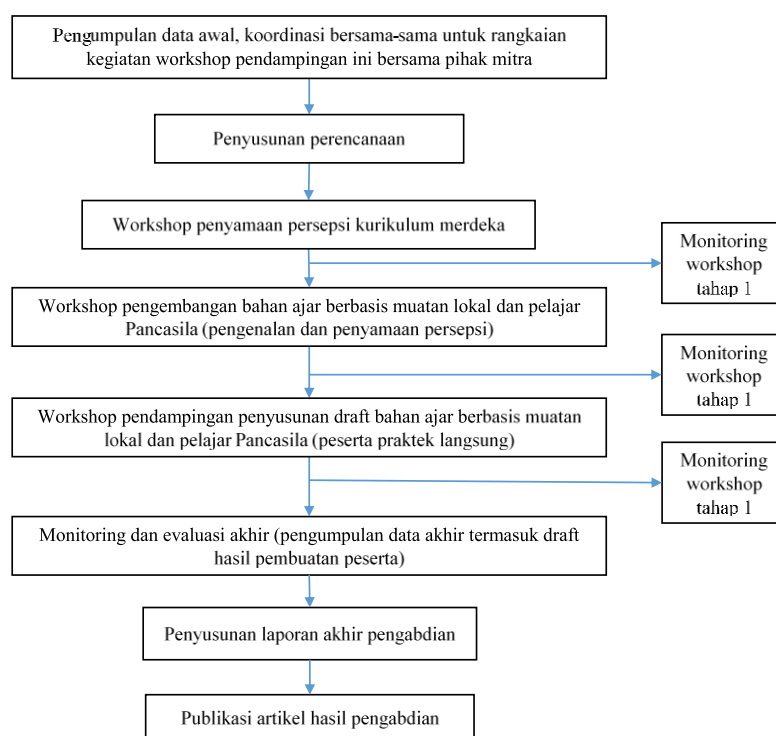 Pengumpulan data awal, koordinasi bersama-sama untuk rangkaian
kegiatan workshop pendampingan ini bersama pihak mitra
Penyusunan perencanaan
Workshop penyamaan persepsi kurikulum merdeka
Monitoring
workshop
tahap 1
Workshop pengembangan bahan ajar berbasis muatan lokal dan pelajar
Pancasila (pengenalan dan penyamaan persepsi)
Monitoring
workshop
tahap 1
Workshop pendampingan penyusunan draft bahan ajar berbasis muatan
lokal dan pelajar Pancasila (peserta praktek langsung)
Monitoring
workshop
tahap 1
Monitoring dan evaluasi akhir (pengumpulan data akhir termasuk draft
hasil pembuatan peserta)
Penyusunan laporan akhir pengabdian
Publikasi artikel hasil pengabdian